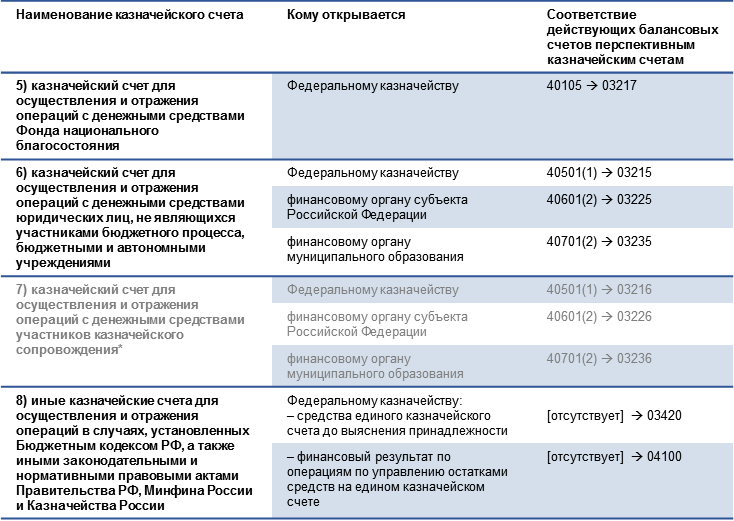 Наименование казначейского счета
Кому открывается
Соответствие
действующих балансовых
счетов перспективным
казначейским счетам
5) казначейский счет для
осуществления и отражения
операций с денежными средствами
Фонда национального
благосостояния
Федеральному казначейству
40105 → 03217
6) казначейский счет для
осуществления и отражения
операций с денежными средствами
юридических лиц, не являющихся
участниками бюджетного процесса,
бюджетными и автономными
учреждениями
Федеральному казначейству
40501(1) → 03215
финансовому органу субъекта
Российской Федерации
40601(2) → 03225
финансовому органу
муниципального образования
40701(2) → 03235
7) казначейский счет для
осуществления и отражения
операций с денежными средствами
участников казначейского
сопровождения*
Федеральному казначейству
40501(1) → 03216
финансовому органу субъекта
Российской Федерации
40601(2) → 03226
финансовому органу
муниципального образования
40701(2) → 03236
8) иные казначейские счета для
осуществления и отражения
операций в случаях, установленных
Бюджетным кодексом РФ, а также
иными законодательными и
нормативными правовыми актами
Правительства РФ, Минфина России
и Казначейства России
Федеральному казначейству:
– средства единого казначейского
счета до выяснения принадлежности
[отсутствует] → 03420
– финансовый результат по
операциям по управлению остатками
средств на едином казначейском
счете
[отсутствует] → 04100